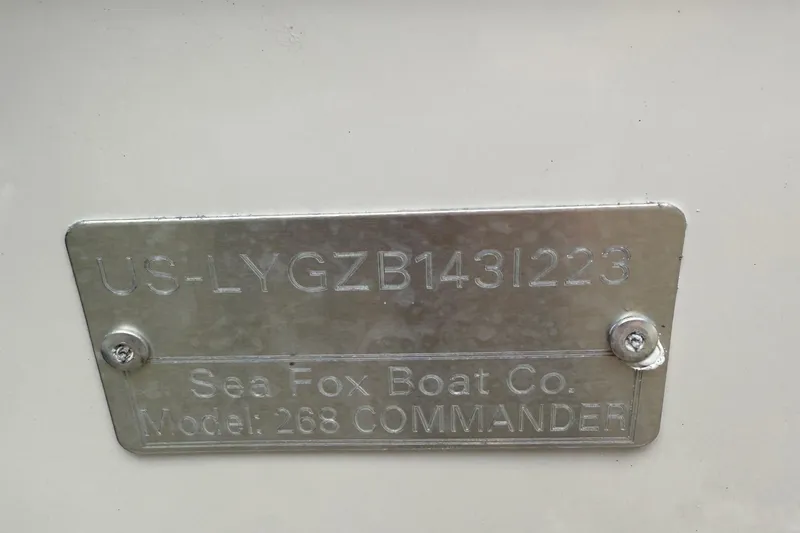 US-LYGZB143I223
Sea Fox Boat Co.
Model: 268 COMMANDER